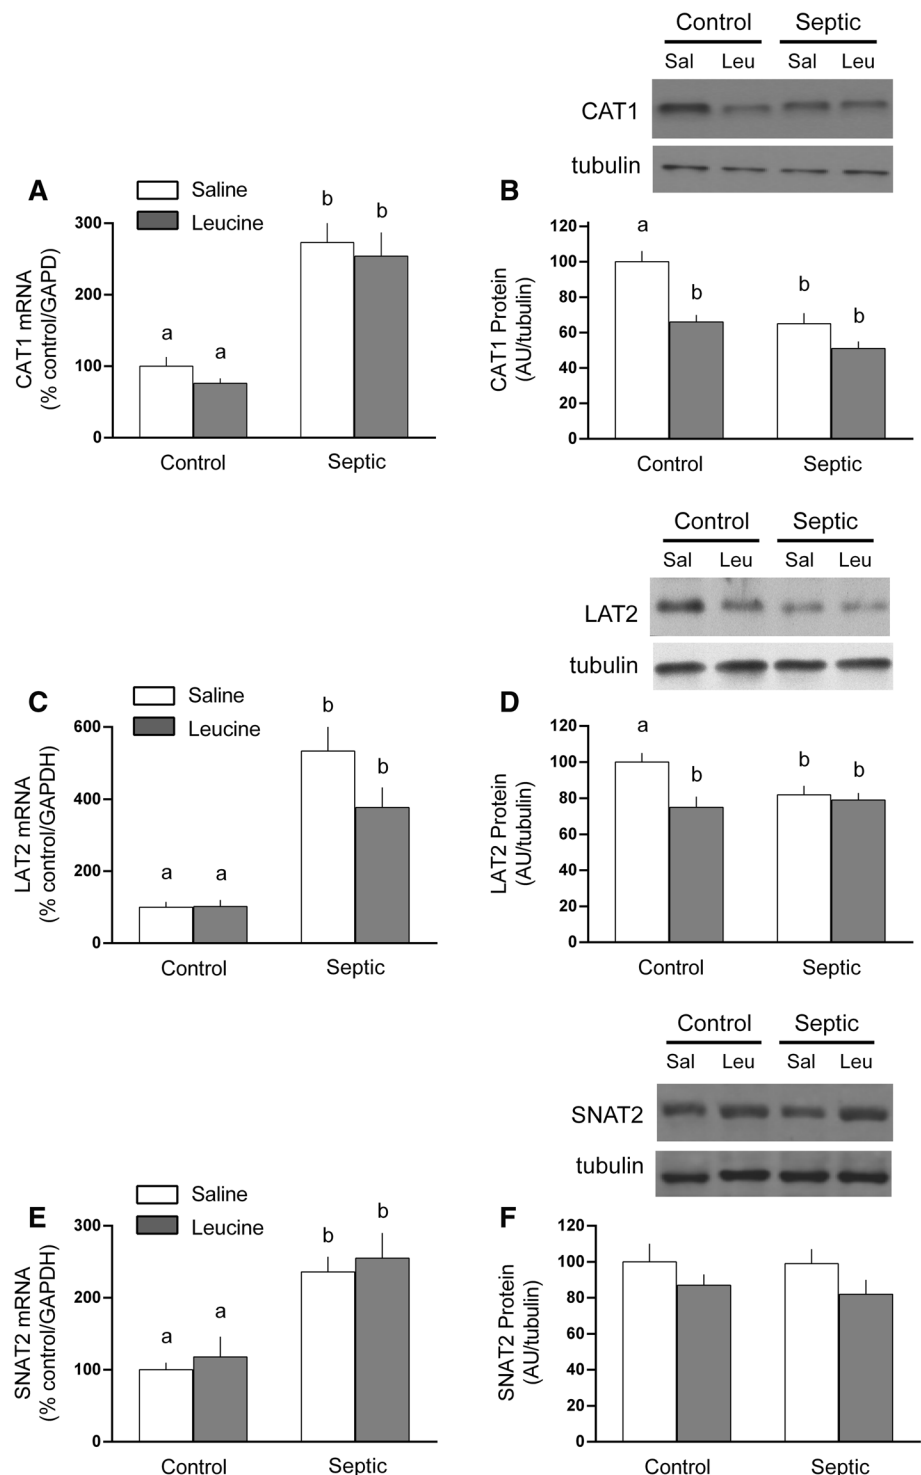 Control Septic
Sal Leu Sal Leu
CAT1
tubulin
A
Saline
Leucine
CAT1 mRNA
(% control/GAPD)
300
200
100
0
a
a
b
b
Control Septic
B
CAT1 Protein
(AU/tubulin)
120
100
80
60
40
20
0
a
b
b
b
Control Septic
Control Septic
Sal Leu Sal Leu
LAT2
tubulin
C
Saline
Leucine
LAT2 mRNA
(% control/GAPDH)
600
400
200
0
a
a
b
b
Control Septic
D
LAT2 Protein
(AU/tubulin)
120
100
80
60
40
20
0
a
b
b
b
Control Septic
Control Septic
Sal Leu Sal Leu
SNAT2
tubulin
E
Saline
Leucine
SNAT2 mRNA
(% control/GAPDH)
300
200
100
0
a
a
b
b
Control Septic
F
SNAT2 Protein
(AU/tubulin)
120
100
80
60
40
20
0
Control Septic